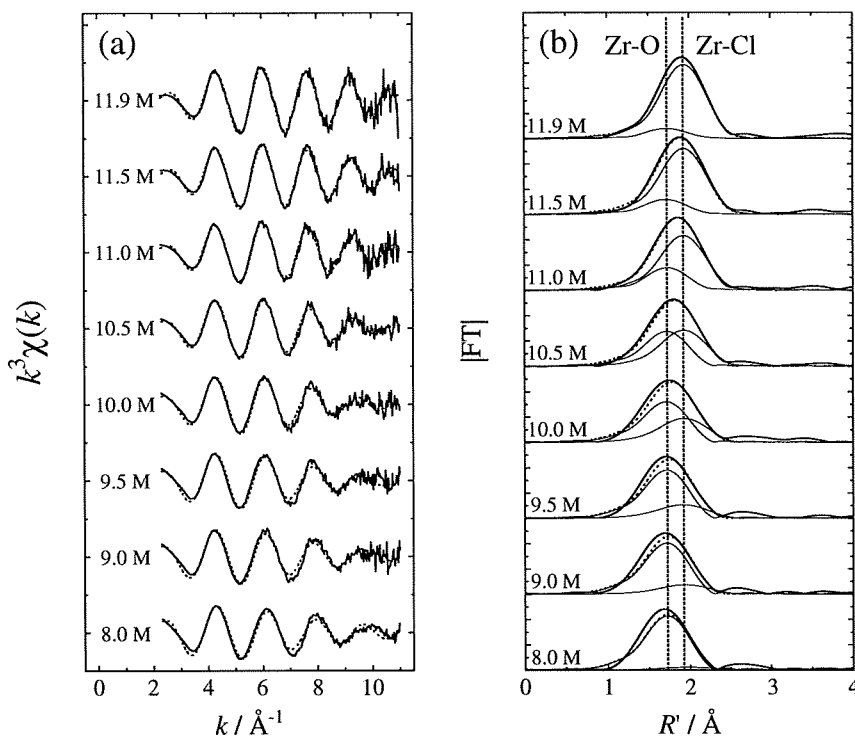 (a)
11.9 M
11.5 M
11.0 M
10.5 M
10.0 M
9.5 M
9.0 M
8.0 M
k³χ(k)
0 2 4 6 8 10
k / Å⁻¹
(b)
Zr-O Zr-Cl
11.9 M
11.5 M
11.0 M
10.5 M
10.0 M
9.5 M
9.0 M
8.0 M
|FT|
0 1 2 3 4
R' / Å